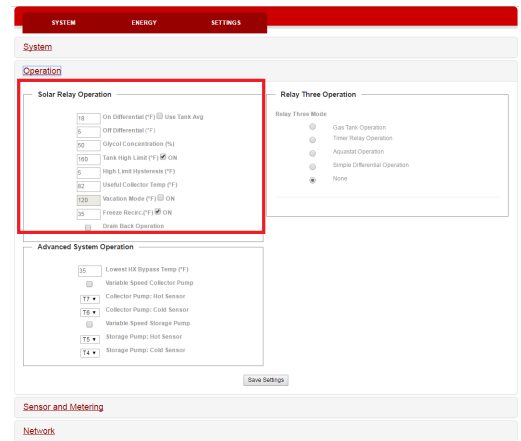 SYSTEM ENERGY SETTINGS
System
Operation
Solar Relay Operation
18 On Differential (°F) Use Tank Avg
5 Off Differential (°F)
50 Glycol Concentration (%)
160 Tank High Limit (°F) ON
5 High Limit Hysteresis (°F)
82 Useful Collector Temp (°F)
120 Vacation Mode (°F) ON
35 Freeze Recirc.(°F) ON
Drain Back Operation
Relay Three Operation
Relay Three Mode
Gas Tank Operation
Timer Relay Operation
Aquastat Operation
Simple Differential Operation
None
Advanced System Operation
35 Lowest HX Bypass Temp (°F)
Variable Speed Collector Pump
T7 Collector Pump: Hot Sensor
T6 Collector Pump: Cold Sensor
Variable Speed Storage Pump
T5 Storage Pump: Hot Sensor
T4 Storage Pump: Cold Sensor
Save Settings
Sensor and Metering
Network